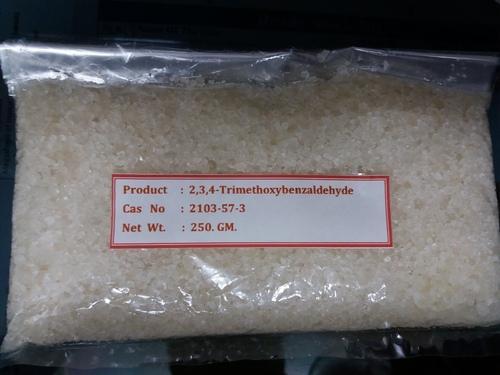 Product : 2,3,4-Trimethoxybenzaldehyde
Cas No : 2103-57-3
Net Wt. : 250. GM.